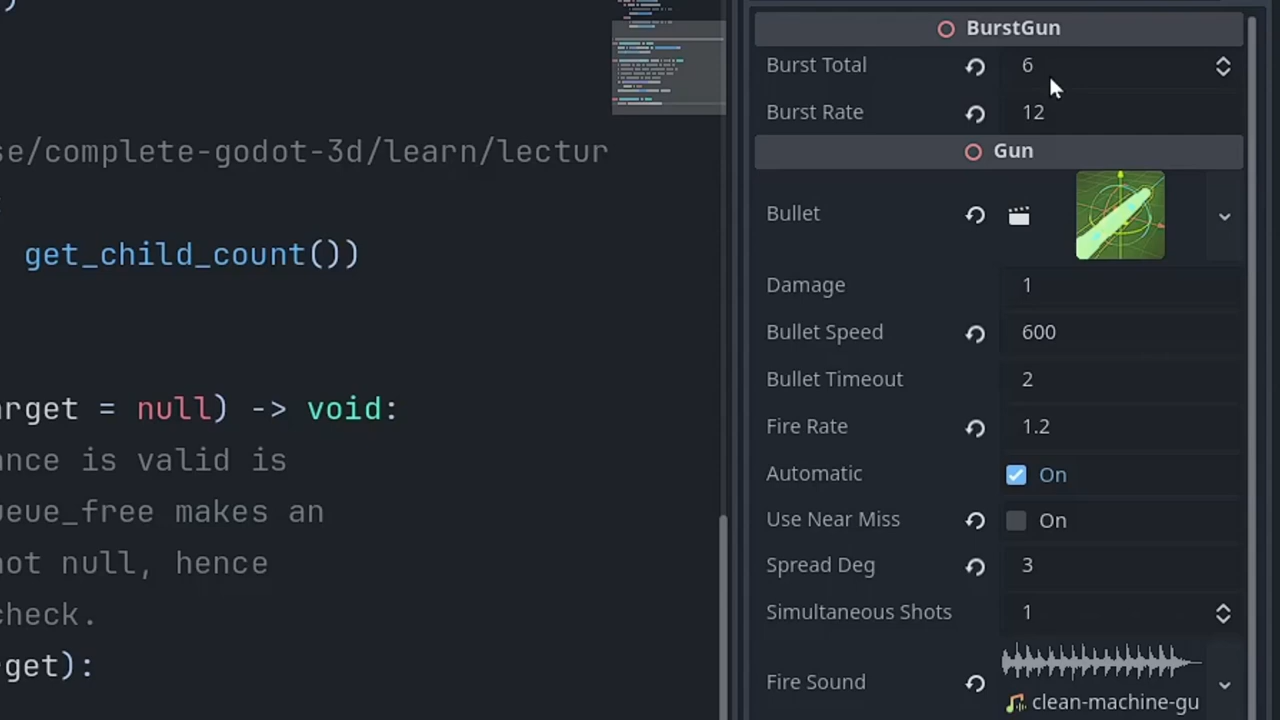 )
se/complete-godot-3d/learn/lectur
:
get_child_count())
arget = null) -> void:
ance is valid is
ueue_free makes an
not null, hence
check.
get):
BurstGun
Burst Total 6
Burst Rate 12
Gun
Bullet
Damage 1
Bullet Speed 600
Bullet Timeout 2
Fire Rate 1.2
Automatic On
Use Near Miss On
Spread Deg 3
Simultaneous Shots 1
Fire Sound
clean-machine-gu